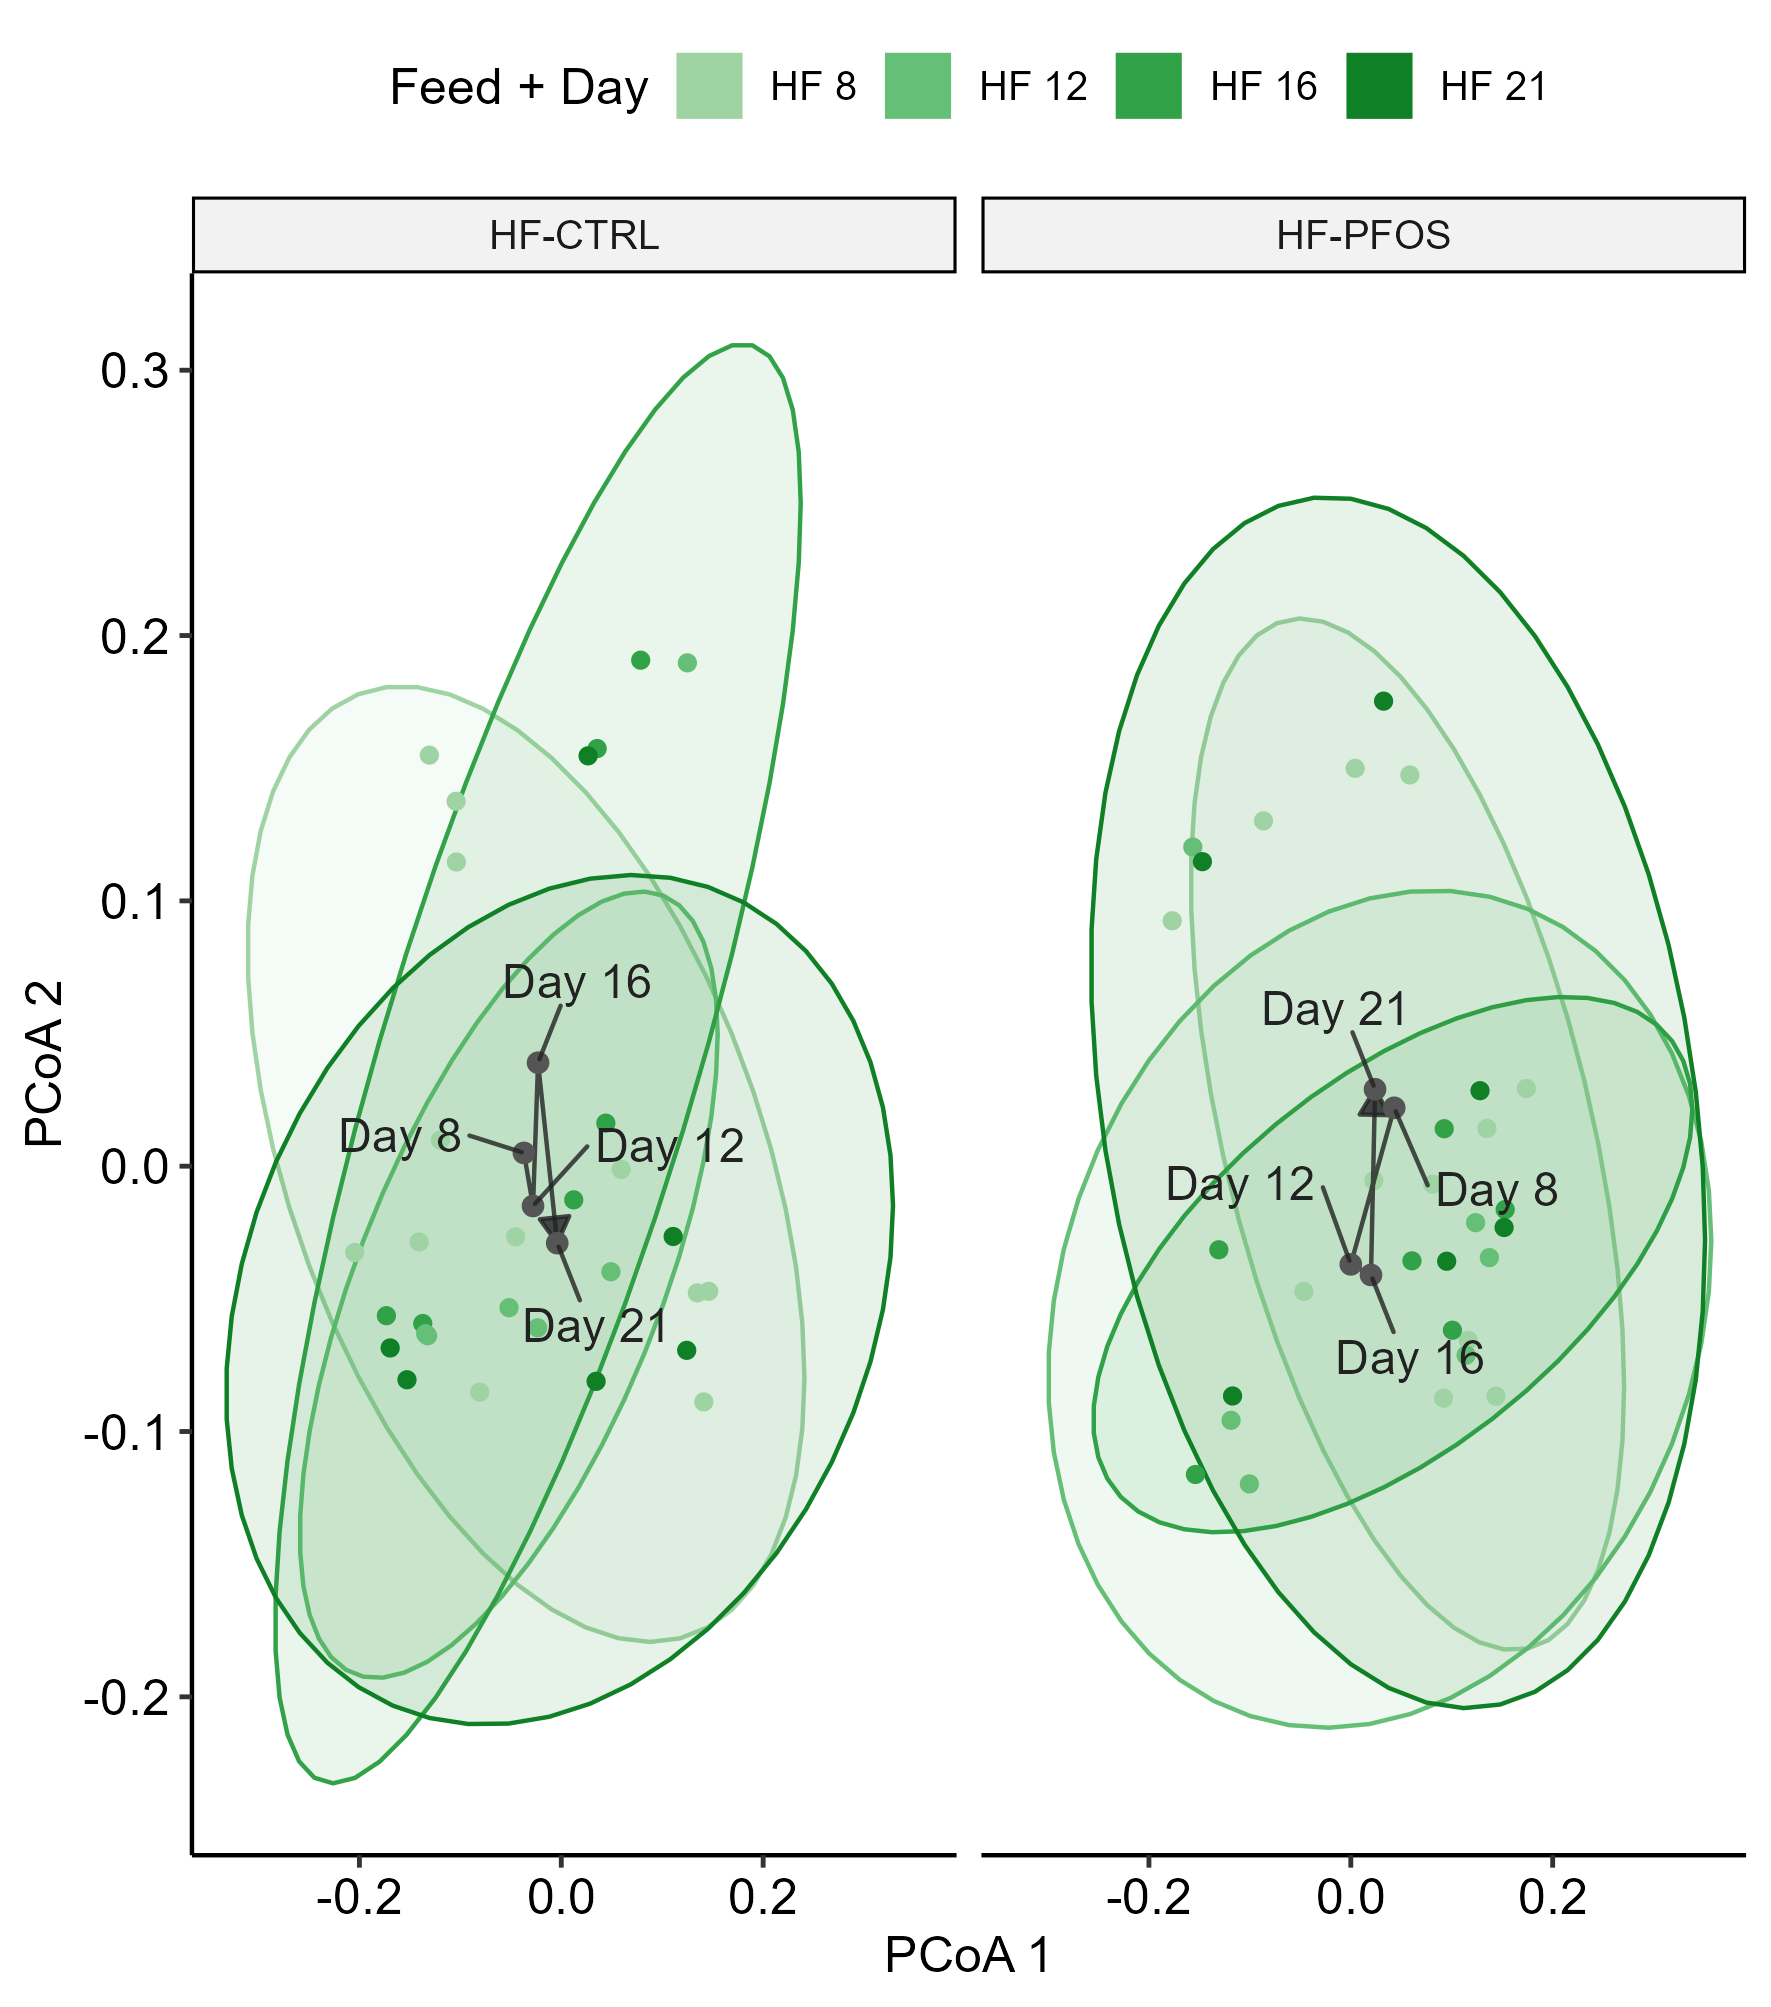 Feed + Day HF 8 HF 12 HF 16 HF 21
HF-CTRL HF-PFOS
PCoA 2
0.3
0.2
0.1
0.0
-0.1
-0.2
Day 16
Day 8
Day 12
Day 21
Day 21
Day 12
Day 8
Day 16
-0.2 0.0 0.2 -0.2 0.0 0.2
PCoA 1